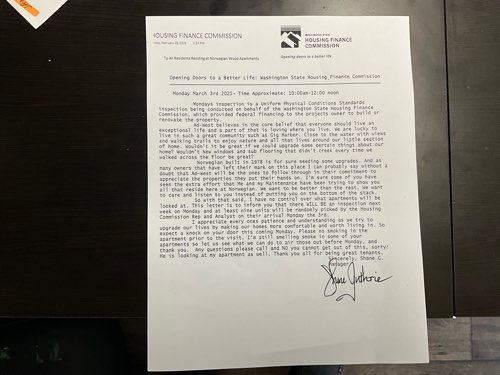 HOUSING FINANCE COMMISSION
WASHINGTON STATE
HOUSING FINANCE
COMMISSION
Opening doors to a better life
To All Residents Residing at Norwegian Wood Apartments
Opening Doors to a Better Life: Washington State Housing Finance Commission
Monday March 3rd 2025- Time Approximate: 10:00am-12:00 noon
Mondays inspection is a Uniform Physical Conditions Standards
inspection being conducted on behalf of the Washington State Housing Finance
Commission, which provided federal financing to the projects owner to build or
renovate the property.
Ad-West believes in the core belief that everyone should live an
exceptional life and a part of that is loving where you live. We are lucky to
live in such a great community such as Gig Harbor. Close to the water with views
and walking trails to enjoy nature and all that lives around our little section
of home. Wouldn't it be great if we could upgrade some certain things about our
home? Wouldn't New windows and sub flooring that didn't creek every time we
walked across the floor be great?
Norwegian built in 1978 is for sure needing some upgrades. And as
many owners that have left their mark on this place I can probably say without a
doubt that Ad-West will be the ones to follow through in their commitment to
appreciate the properties they put their hands on. I'm sure some of you have
seen the extra effort that Me and my Maintenance have been trying to show you
all that reside here at Norwegian. We want to be better than the rest. We want
to care and listen to you instead of putting you on the bottom of the stack.
So with that said, I have no control over what apartments will be
looked at. This letter is to inform you that there WILL BE an inspection next
week on Monday and at least nine units will be randomly picked by the Housing
Commission Rep and Analyst on their arrival Monday the 3rd.
I appreciate every ones patience and understanding as we try to
upgrade our lives by making our homes more comfortable and worth living in. So
expect a knock on your door this coming Monday. Please no smoking in the
apartment prior to the visit. I'm still smelling smoke in some of your
apartments so let us see what we can do to air those out before Monday, and
Thank you. Any questions please call and NO you cannot get out of this, sorry!
He is looking at my apartment as well. Thank you all for being great tenants.
Sincerely, Shane G.
Manager
Shane Guthrie